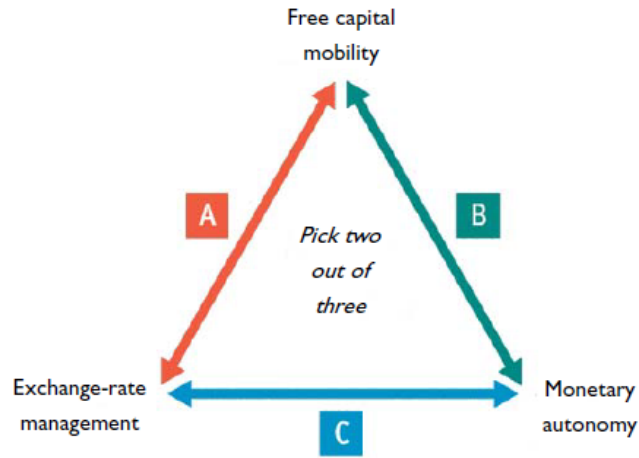 Free capital
mobility
A
B
Pick two
out of
three
Exchange-rate
management
Monetary
autonomy
C